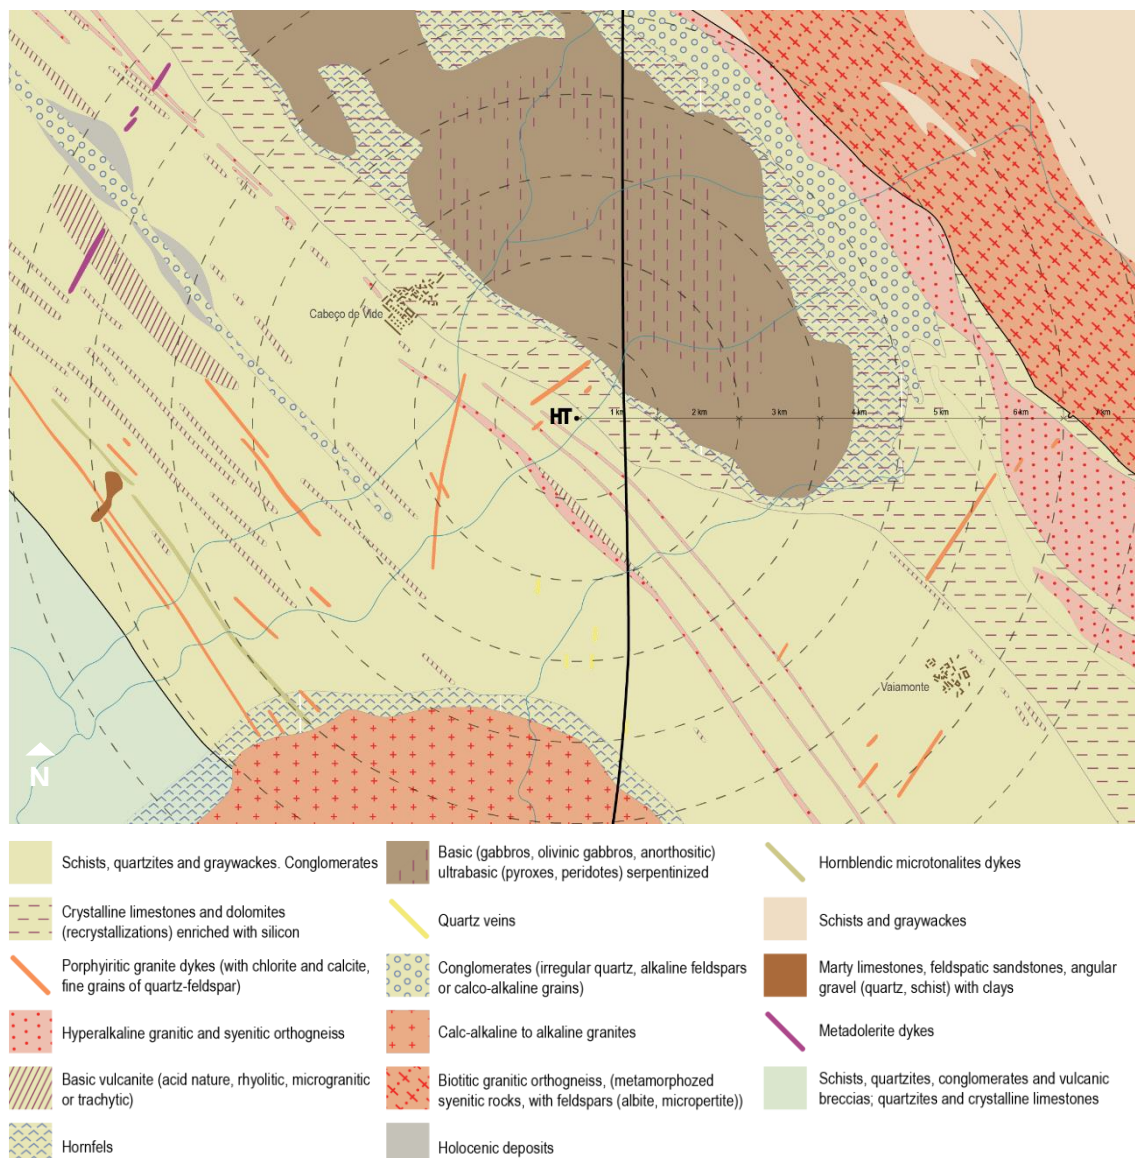 Cabeço de Vide
HT
1 km
2 km
3 km
4 km
5 km
6 km
7 km
Vaiamonte
N
Schists, quartzites and graywackes. Conglomerates
Crystalline limestones and dolomites
(recrystallizations) enriched with silicon
Porphyiritic granite dykes (with chlorite and calcite,
fine grains of quartz-feldspar)
Hyperalkaline granitic and syenitic orthogneiss
Basic vulcanite (acid nature, rhyolitic, microgranitic
or trachytic)
Hornfels
Basic (gabbros, olivinic gabbros, anorthositic)
ultrabasic (pyroxes, peridotes) serpentinized
Quartz veins
Conglomerates (irregular quartz, alkaline feldspars
or calco-alkaline grains)
Calc-alkaline to alkaline granites
Biotitic granitic orthogneiss, (metamorphozed
syenitic rocks, with feldspars (albite, micropertite))
Holocenic deposits
Hornblendic microtonalites dykes
Schists and graywackes
Marty limestones, feldspatic sandstones, angular
gravel (quartz, schist) with clays
Metadolerite dykes
Schists, quartzites, conglomerates and vulcanic
breccias; quartzites and crystalline limestones